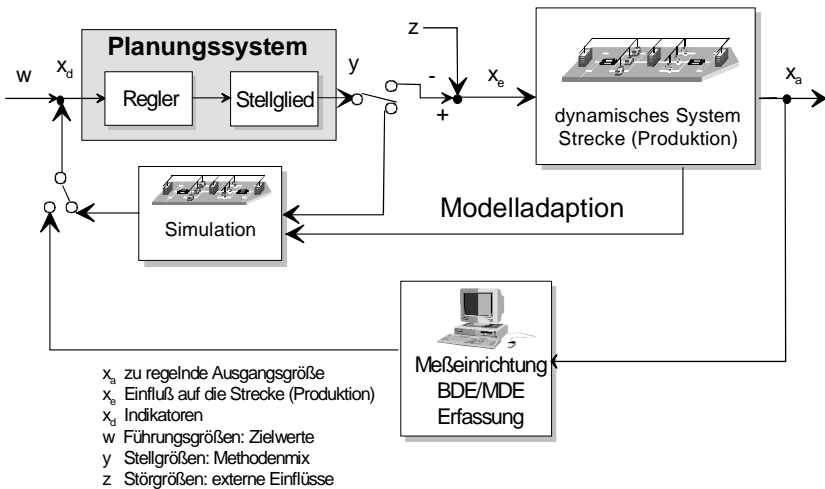 z
Planungssystem
w
x_d
y
-
x_e
x_a
Regler
Stellglied
+
dynamisches System
Strecke (Produktion)
Simulation
Modelladaption
Meßeinrichtung
BDE/MDE
Erfassung
x_a zu regelnde Ausgangsgröße
x_e Einfluß auf die Strecke (Produktion)
x_d Indikatoren
w Führungsgrößen: Zielwerte
y Stellgrößen: Methodenmix
z Störgrößen: externe Einflüsse